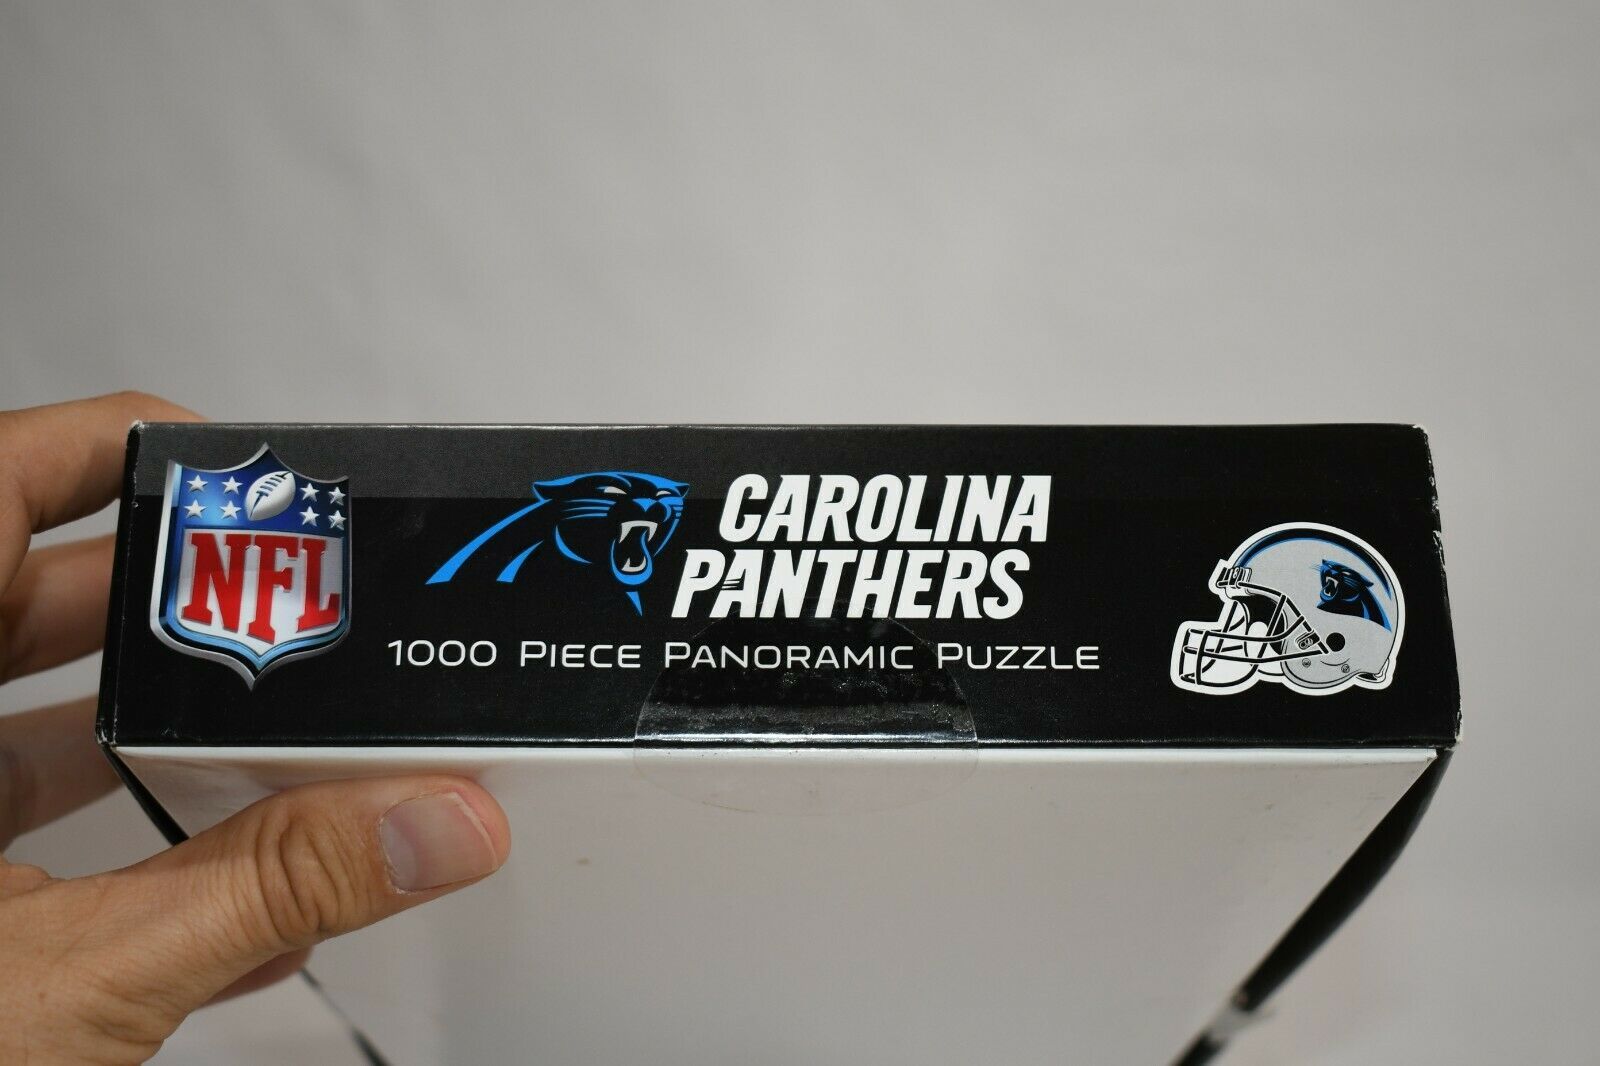 NFL
CAROLINA
PANTHERS
1000 PIECE PANORAMIC PUZZLE